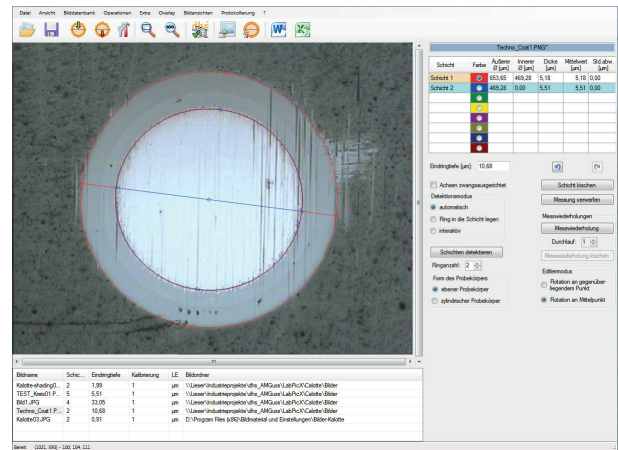 Datei Ansicht Bilddatenbank Operationen Extra Overlay Bildansichten Protokollierung ?
Techno_Coat1.PNG*
Schicht Farbe Äußerer Ø [µm] Innerer Ø [µm] Dicke [µm] Mittelwert [µm] Std.abw. [µm]
Schicht 1 653,65 469,28 5,18 5,18 0,00
Schicht 2 469,28 0,00 5,51 5,51 0,00
Eindringtiefe [µm]: 10,68
Achsen zwangsausgerichtet
Schicht löschen
Detektionsmodus
Messung verwerfen
automatisch
Messwiederholungen
Ring in die Schicht legen
Messwiederholung
interaktiv
Durchlauf: 1
Schichten detektieren
Messwiederholung löschen
Ringanzahl: 2
Editiermodus
Form des Probekörpers
Rotation an gegenüber-
liegendem Punkt
ebener Probekörper
Rotation an Mittelpunkt
zylindrischer Probekörper
Bildname Schic... Eindringtiefe Kalibrierung LE Bildordner
Kalotte-shading0... 2 1,99 1 µm \\Lieser\Industrieprojekte\dhs_AMGuss\LabPicX\Calotte\Bilder
TEST_Kreis01.P... 5 5,51 1 µm \\Lieser\Industrieprojekte\dhs_AMGuss\LabPicX\Calotte\Bilder
Bild1.JPG 4 33,05 1 µm \\Lieser\Industrieprojekte\dhs_AMGuss\LabPicX\Calotte\Bilder
Techno_Coat1.P... 2 10,68 1 µm \\Lieser\Industrieprojekte\dhs_AMGuss\LabPicX\Calotte\Bilder
Kalotte03.JPG 2 0,91 1 µm D:\Program Files (x86)\Bildmaterial und Einstellungen\Bilder-Kalotte
Bereit (1021, 590) - 100, 104, 111